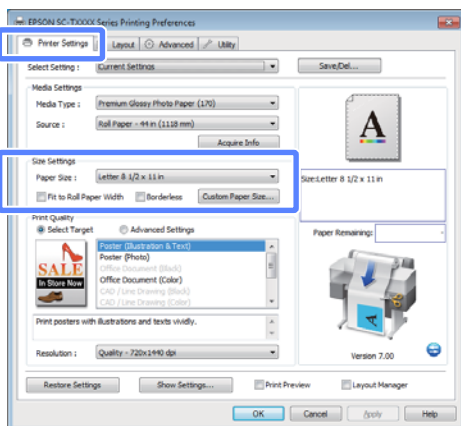 EPSON SC-TXXXX Series Printing Preferences
Printer Settings Layout Advanced Utility
Select Setting : Current Settings Save/Del...
Media Settings
Media Type : Premium Glossy Photo Paper (170)
Source : Roll Paper - 44 in (1118 mm)
Acquire Info
A
Size Settings
Paper Size : Letter 8 1/2 x 11 in
Size:Letter 8 1/2 x 11 in
Fit to Roll Paper Width Borderless Custom Paper Size...
Print Quality
Select Target Advanced Settings
Paper Remaining:
SALE
In Store Now
Poster (Illustration & Text)
Poster (Photo)
Office Document (Black)
Office Document (Color)
CAD / Line Drawing (Black)
CAD / Line Drawing (Color)
Print posters with illustrations and texts vividly.
Resolution : Quality - 720x1440 dpi
Version 7.00
Restore Settings Show Settings... Print Preview Layout Manager
OK Cancel Apply Help